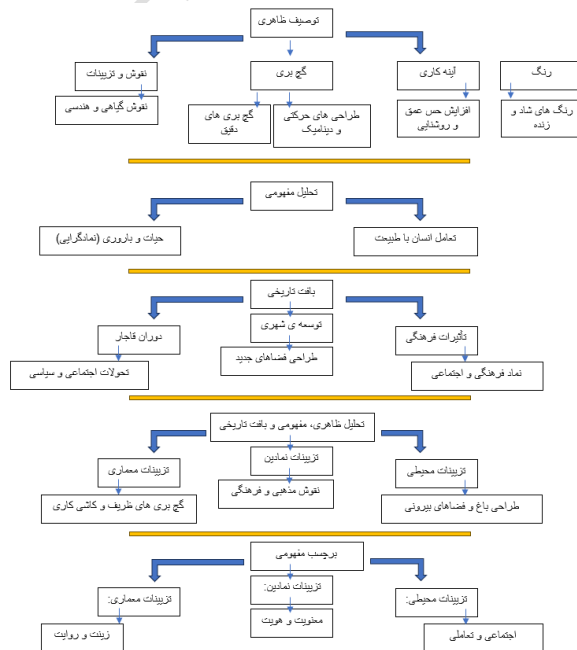 توصیف ظاهری
رنگ
آینه کاری
گچ بری
نقوش و تزیینات
رنگ های شاد و
زنده
افزایش حس عمق
و روشنایی
طراحی های حرکتی
و دینامیک
گچ بری های
دقیق
نقوش گیاهی و هندسی
تحلیل مفهومی
تعامل انسان با طبیعت
حیات و باروری (نمادگرایی)
بافت تاریخی
تأثیرات فرهنگی
توسعه ی شهری
دوران قاجار
نماد فرهنگی و اجتماعی
طراحی فضاهای جدید
تحولات اجتماعی و سیاسی
تحلیل ظاهری، مفهومی و بافت تاریخی
تزیینات محیطی
تزیینات نمادین
تزیینات معماری
طراحی باغ و فضاهای بیرونی
نقوش مذهبی و فرهنگی
گچ بری های ظریف و کاشی کاری
برچسب مفهومی
تزیینات محیطی:
تزیینات نمادین:
تزیینات معماری:
اجتماعی و تعاملی
معنویت و هویت
زینت و روایت